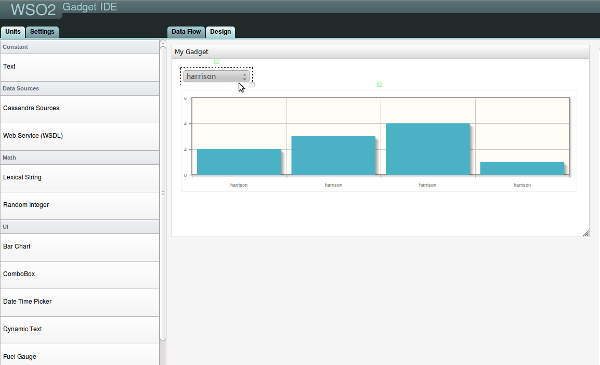 WSO2 Gadget IDE
Units Settings
Data Flow Design
Constant
Text
Data Sources
Cassandra Sources
Web Service (WSDL)
Math
Lexical String
Random Integer
UI
Bar Chart
ComboBox
Date Time Picker
Dynamic Text
Fuel Gauge
My Gadget
harrison
6
4
2
0
harrison harrison harrison harrison